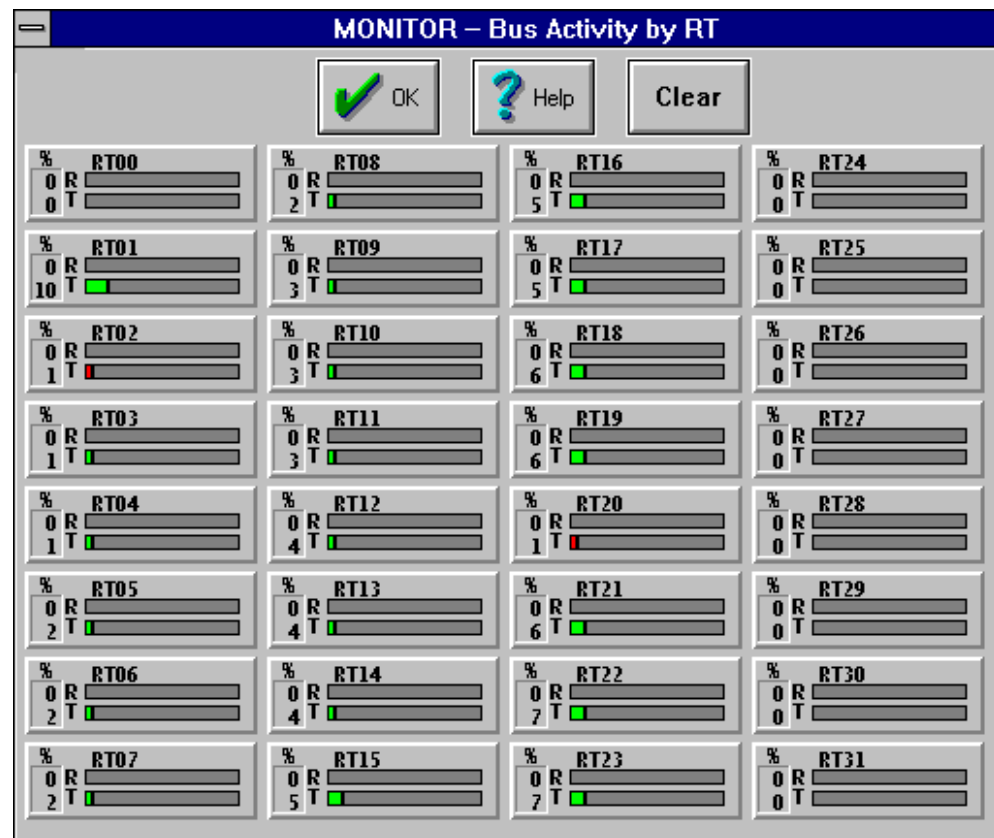 MONITOR – Bus Activity by RT
OK Help Clear
% RT00 % RT08 % RT16 % RT24
0 R 0 R 0 R 0 R
0 T 2 T 5 T 0 T
% RT01 % RT09 % RT17 % RT25
0 R 0 R 0 R 0 R
10 T 3 T 5 T 0 T
% RT02 % RT10 % RT18 % RT26
0 R 0 R 0 R 0 R
1 T 3 T 6 T 0 T
% RT03 % RT11 % RT19 % RT27
0 R 0 R 0 R 0 R
1 T 3 T 6 T 0 T
% RT04 % RT12 % RT20 % RT28
0 R 0 R 0 R 0 R
1 T 4 T 1 T 0 T
% RT05 % RT13 % RT21 % RT29
0 R 0 R 0 R 0 R
2 T 4 T 6 T 0 T
% RT06 % RT14 % RT22 % RT30
0 R 0 R 0 R 0 R
2 T 4 T 7 T 0 T
% RT07 % RT15 % RT23 % RT31
0 R 0 R 0 R 0 R
2 T 5 T 7 T 0 T